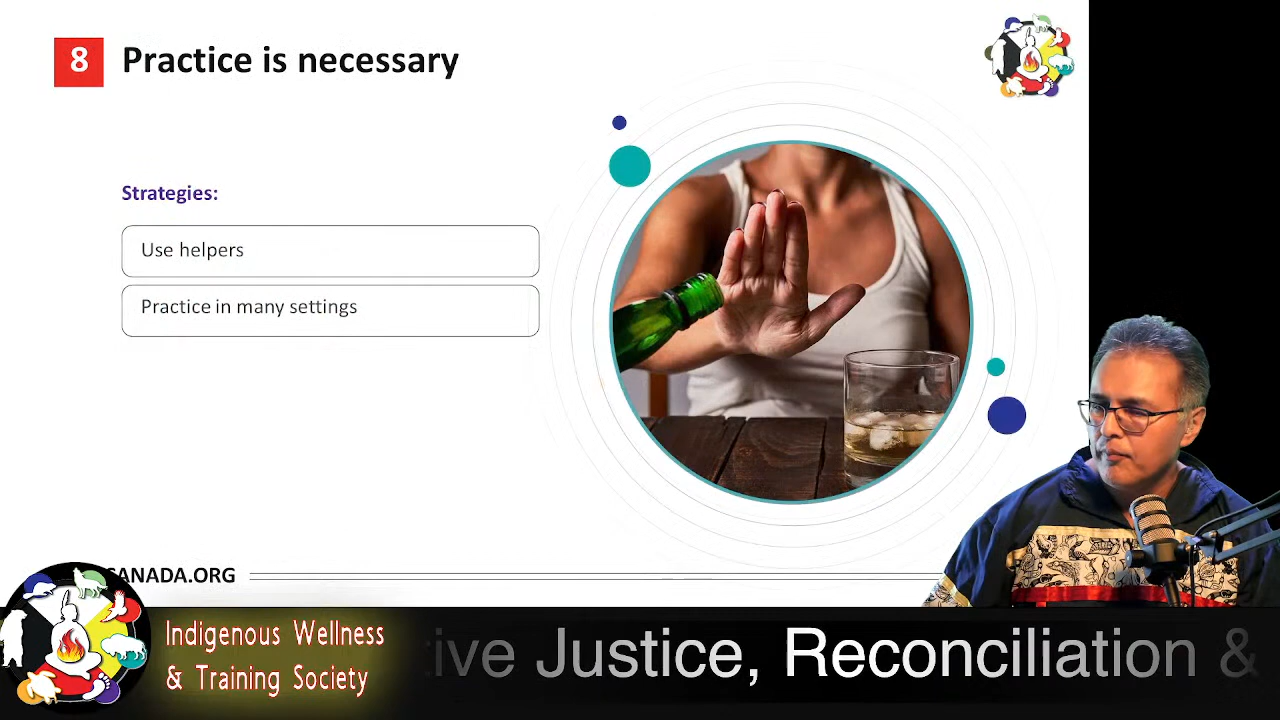 8 Practice is necessary
Strategies:
Use helpers
Practice in many settings
CANADA.ORG
Indigenous Wellness
& Training Society
tive Justice, Reconciliation &